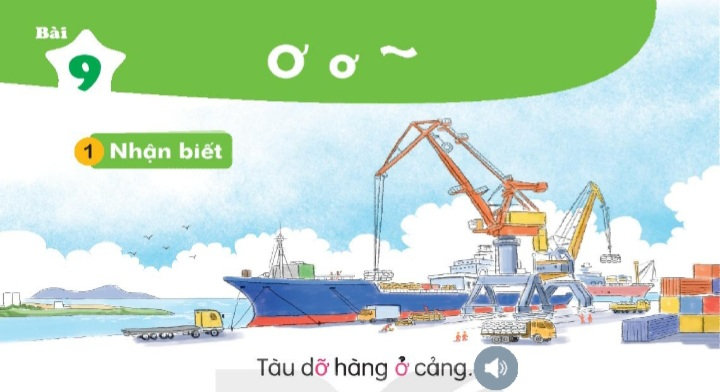 Bài
9
Ơ ơ ~
1 Nhận biết
Tàu dỡ hàng ở cảng.